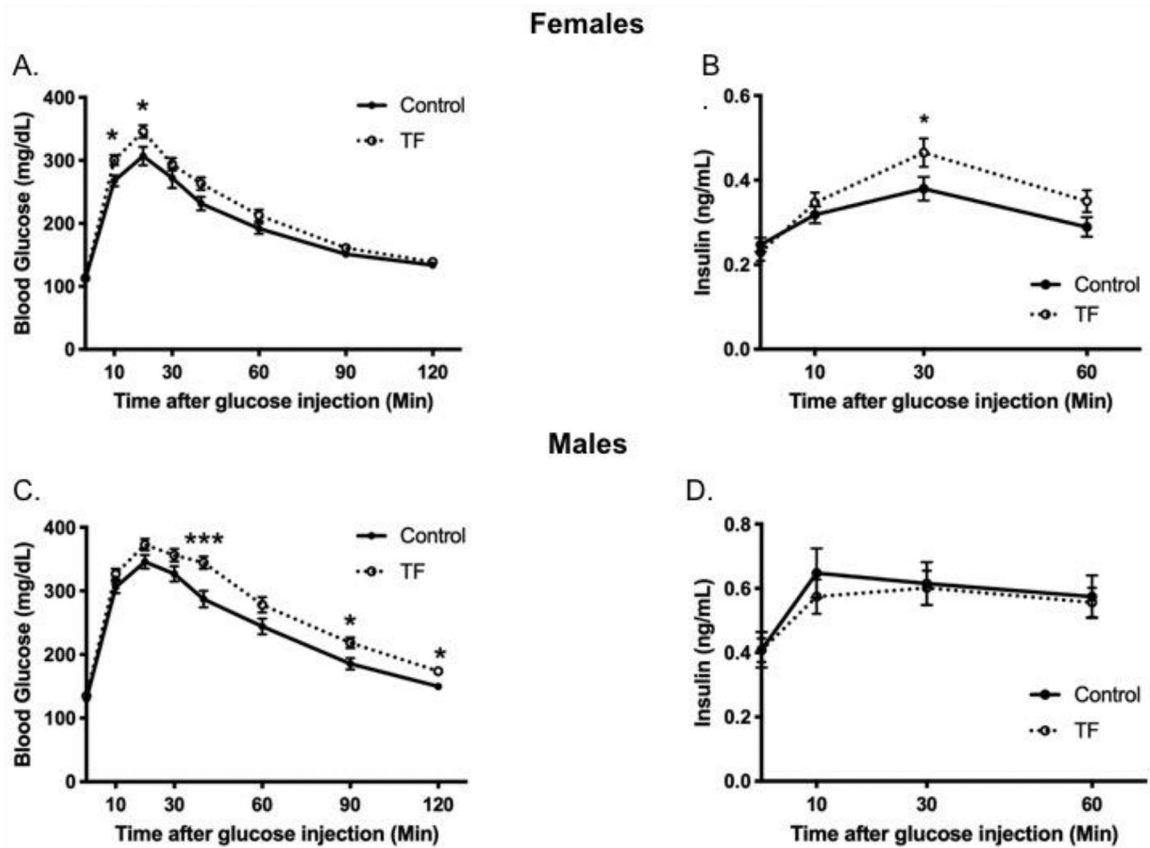 Females
A.
Blood Glucose (mg/dL)
400
300
200
100
0
*
*
Control
TF
10 30 60 90 120
Time after glucose injection (Min)
B
.
Insulin (ng/mL)
0.6
0.4
0.2
0.0
*
Control
TF
10 30 60
Time after glucose injection (Min)
Males
C.
Blood Glucose (mg/dL)
400
300
200
100
0
***
*
*
Control
TF
10 30 60 90 120
Time after glucose injection (Min)
D.
Insulin (ng/mL)
0.8
0.6
0.4
0.2
0.0
Control
TF
10 30 60
Time after glucose injection (Min)